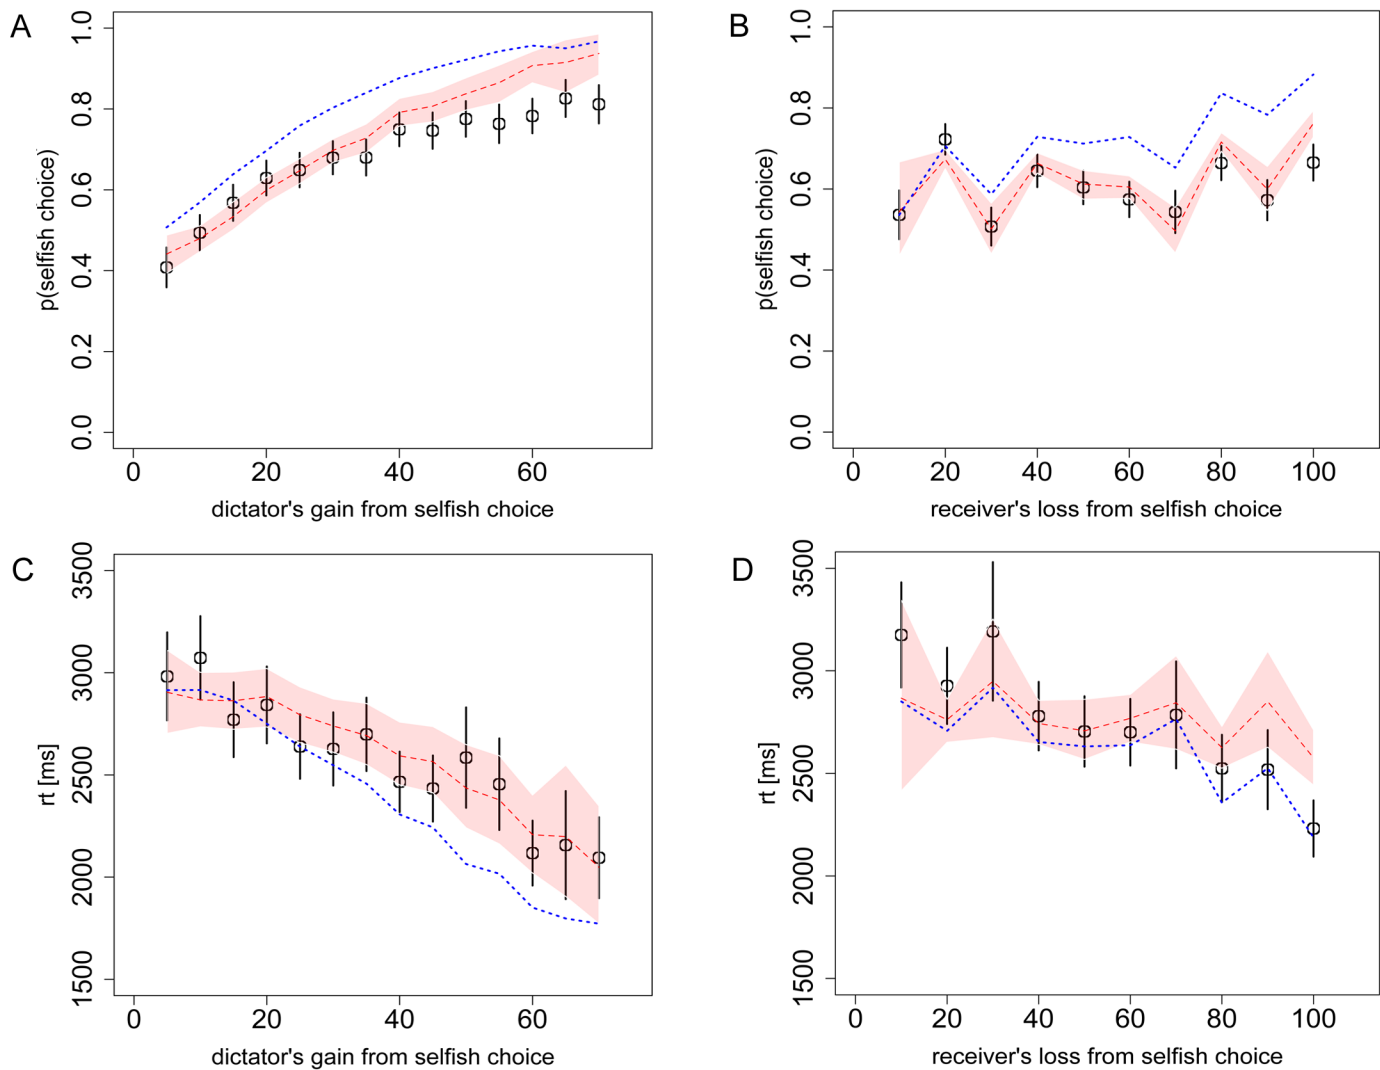 A
1.0
0.8
0.6
0.4
0.2
0.0
p(selfish choice)
0 20 40 60
dictator's gain from selfish choice
B
1.0
0.8
0.6
0.4
0.2
0.0
p(selfish choice)
0 20 40 60 80 100
receiver's loss from selfish choice
C
3500
3000
2500
2000
1500
rt [ms]
0 20 40 60
dictator's gain from selfish choice
D
3500
3000
2500
2000
1500
rt [ms]
0 20 40 60 80 100
receiver's loss from selfish choice